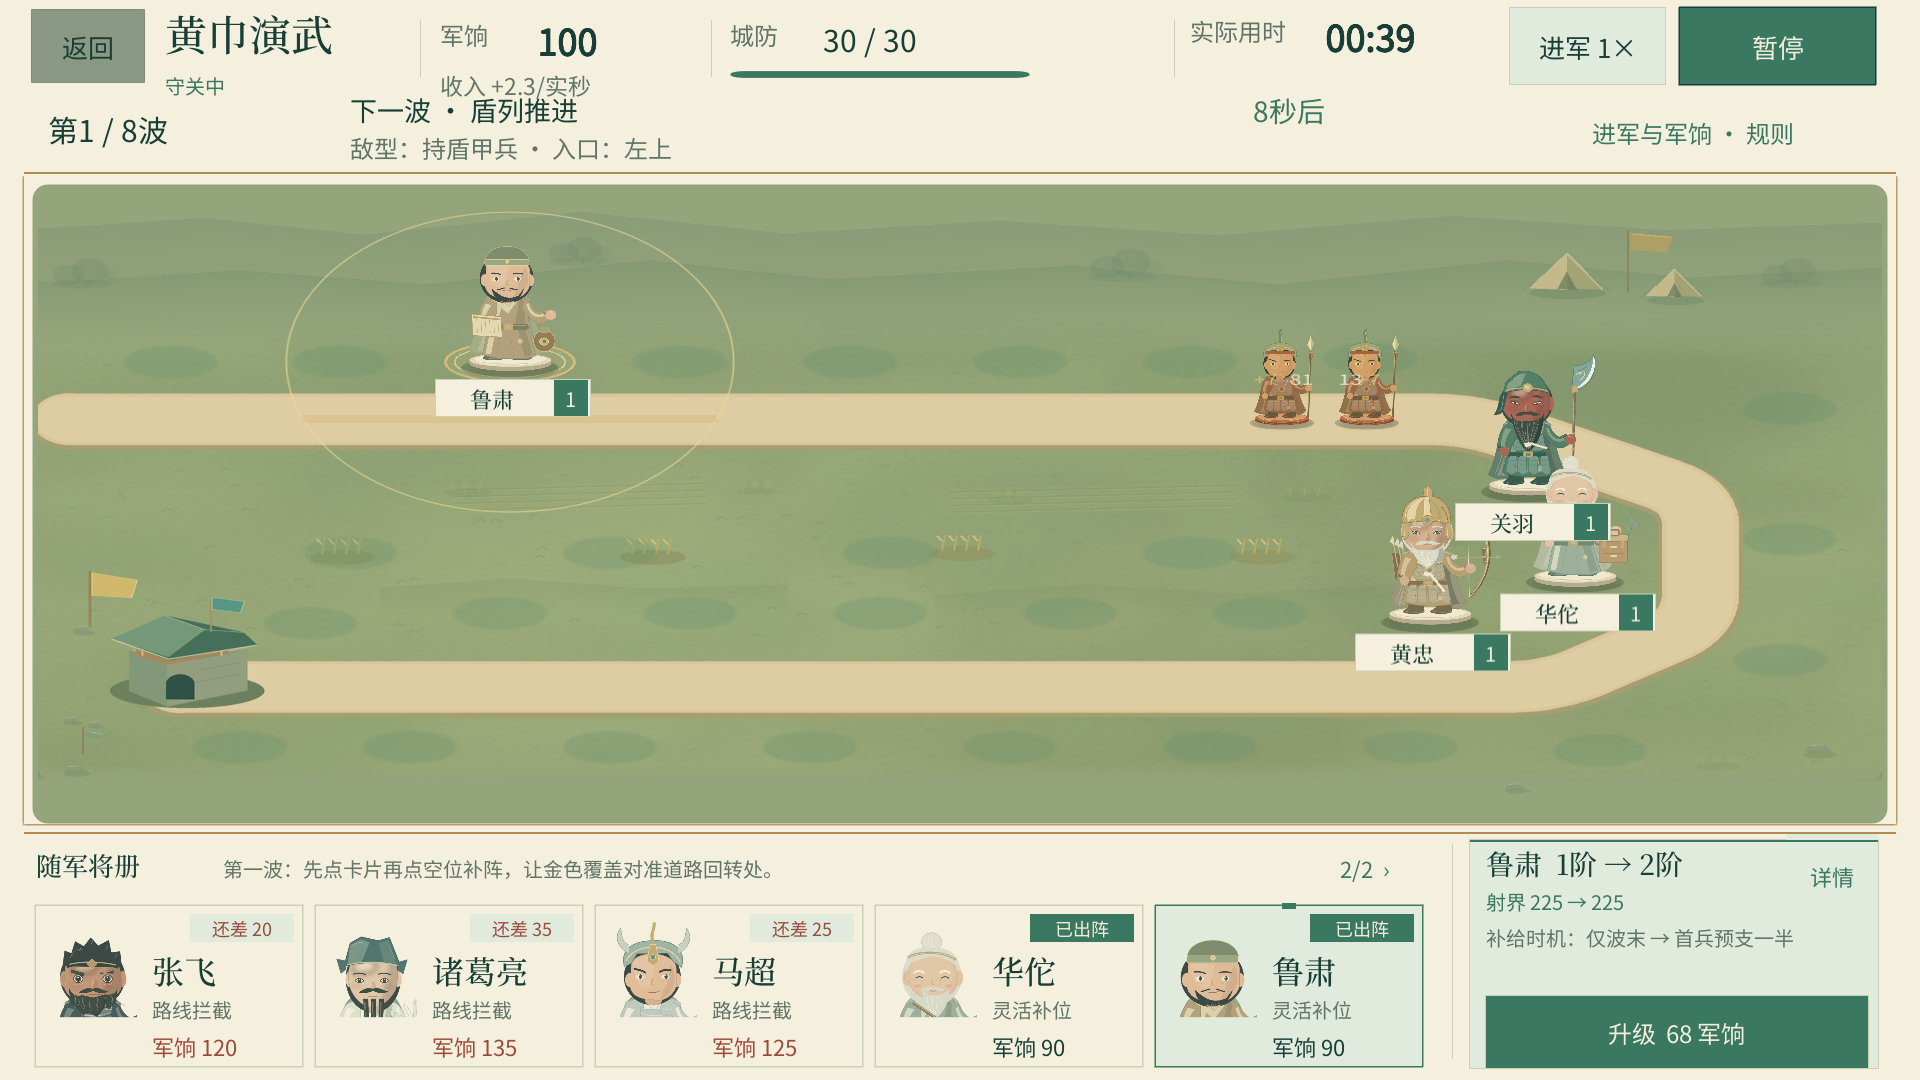 返回
黄巾演武
守关中
军饷 100
收入 +2.3/实秒
城防 30 / 30
实际用时 00:39
进军 1×
暂停
第1 / 8波
下一波 · 盾列推进
敌型：持盾甲兵 · 入口：左上
8秒后
进军与军饷 · 规则
鲁肃 1
81 13
关羽 1
华佗 1
黄忠 1
随军将册
第一波：先点卡片再点空位补阵，让金色覆盖对准道路回转处。
2/2 ›
还差 20
张飞
路线拦截
军饷 120
还差 35
诸葛亮
路线拦截
军饷 135
还差 25
马超
路线拦截
军饷 125
已出阵
华佗
灵活补位
军饷 90
已出阵
鲁肃
灵活补位
军饷 90
鲁肃 1阶 → 2阶
详情
射界 225 → 225
补给时机：仅波末 → 首兵预支一半
升级 68 军饷